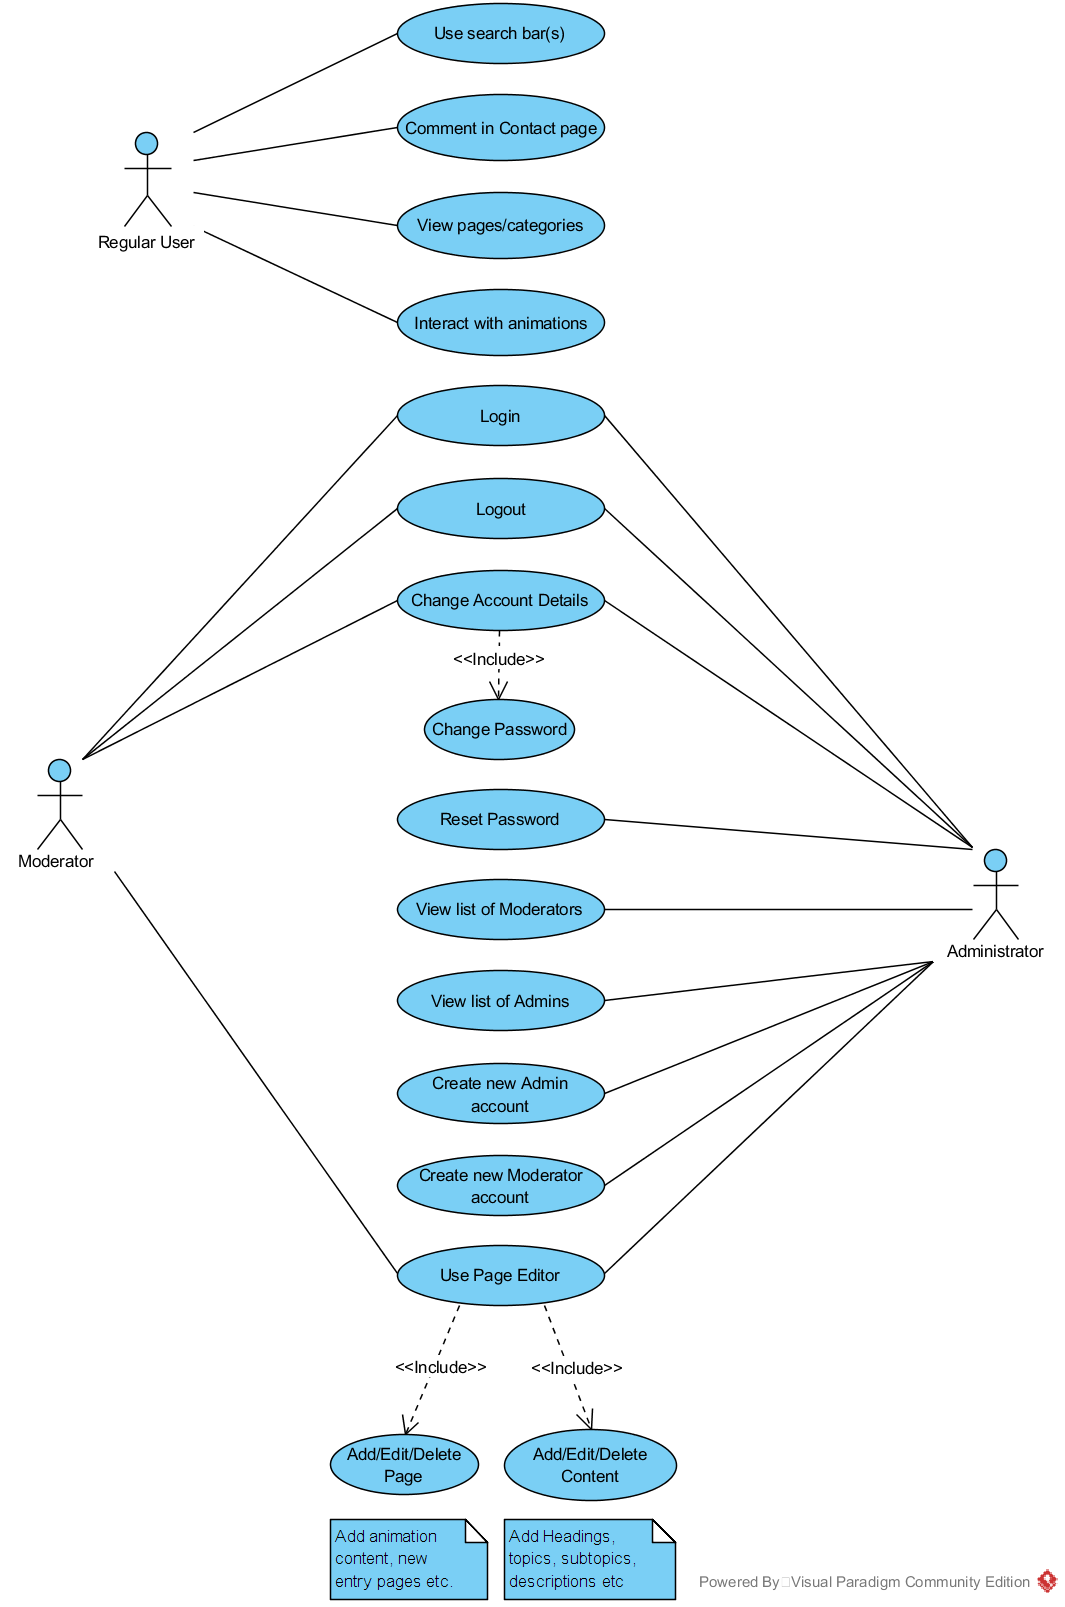 Use search bar(s)
Comment in Contact page
View pages/categories
Regular User
Interact with animations
Login
Logout
Change Account Details
<<Include>>
Change Password
Reset Password
Moderator
View list of Moderators
Administrator
View list of Admins
Create new Admin
account
Create new Moderator
account
Use Page Editor
<<Include>>
<<Include>>
Add/Edit/Delete
Page
Add/Edit/Delete
Content
Add animation
content, new
entry pages etc.
Add Headings,
topics, subtopics,
descriptions etc
Powered By Visual Paradigm Community Edition